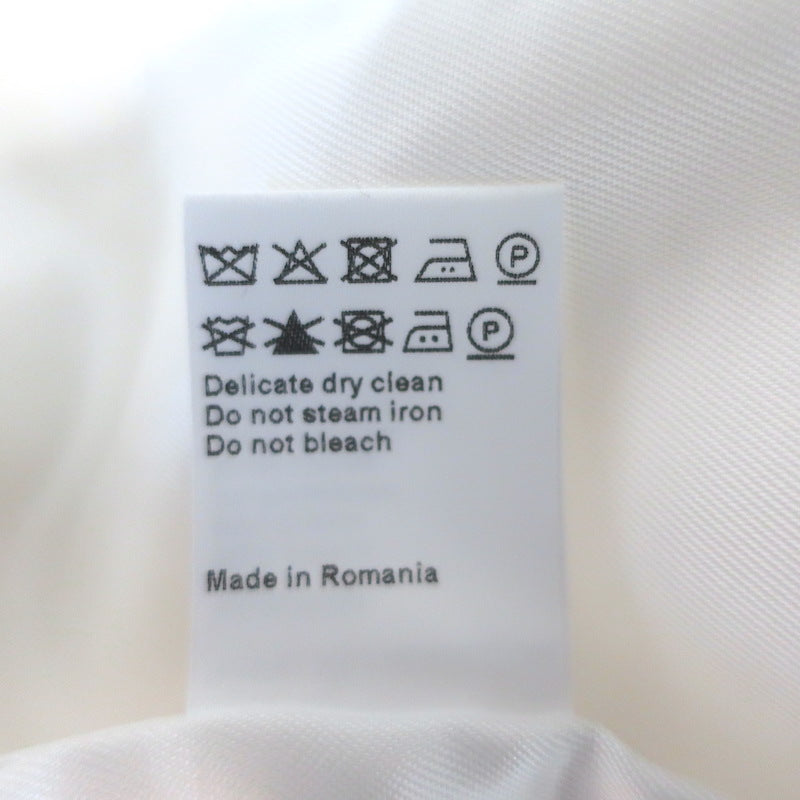 P
P
Delicate dry clean
Do not steam iron
Do not bleach
Made in Romania